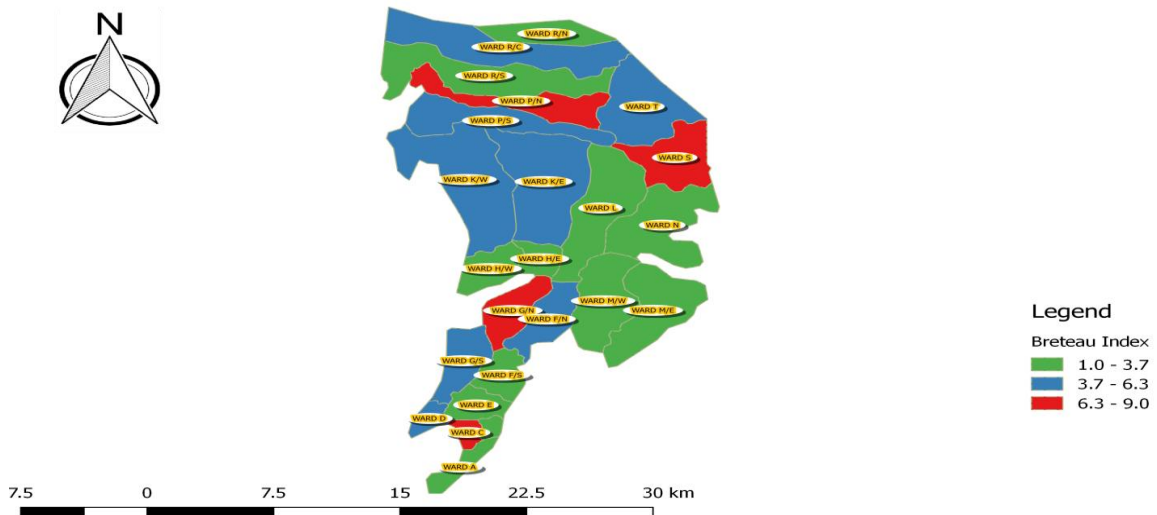 N
WARD R/N
WARD R/C
WARD R/S
WARD P/N
WARD T
WARD P/S
WARD S
WARD K/W
WARD K/E
WARD L
WARD N
WARD H/E
WARD H/W
WARD M/W
WARD G/N
WARD M/E
WARD F/N
WARD G/S
WARD F/S
WARD E
WARD D
WARD C
WARD A
Legend
Breteau Index
1.0 - 3.7
3.7 - 6.3
6.3 - 9.0
7.5 0 7.5 15 22.5 30 km